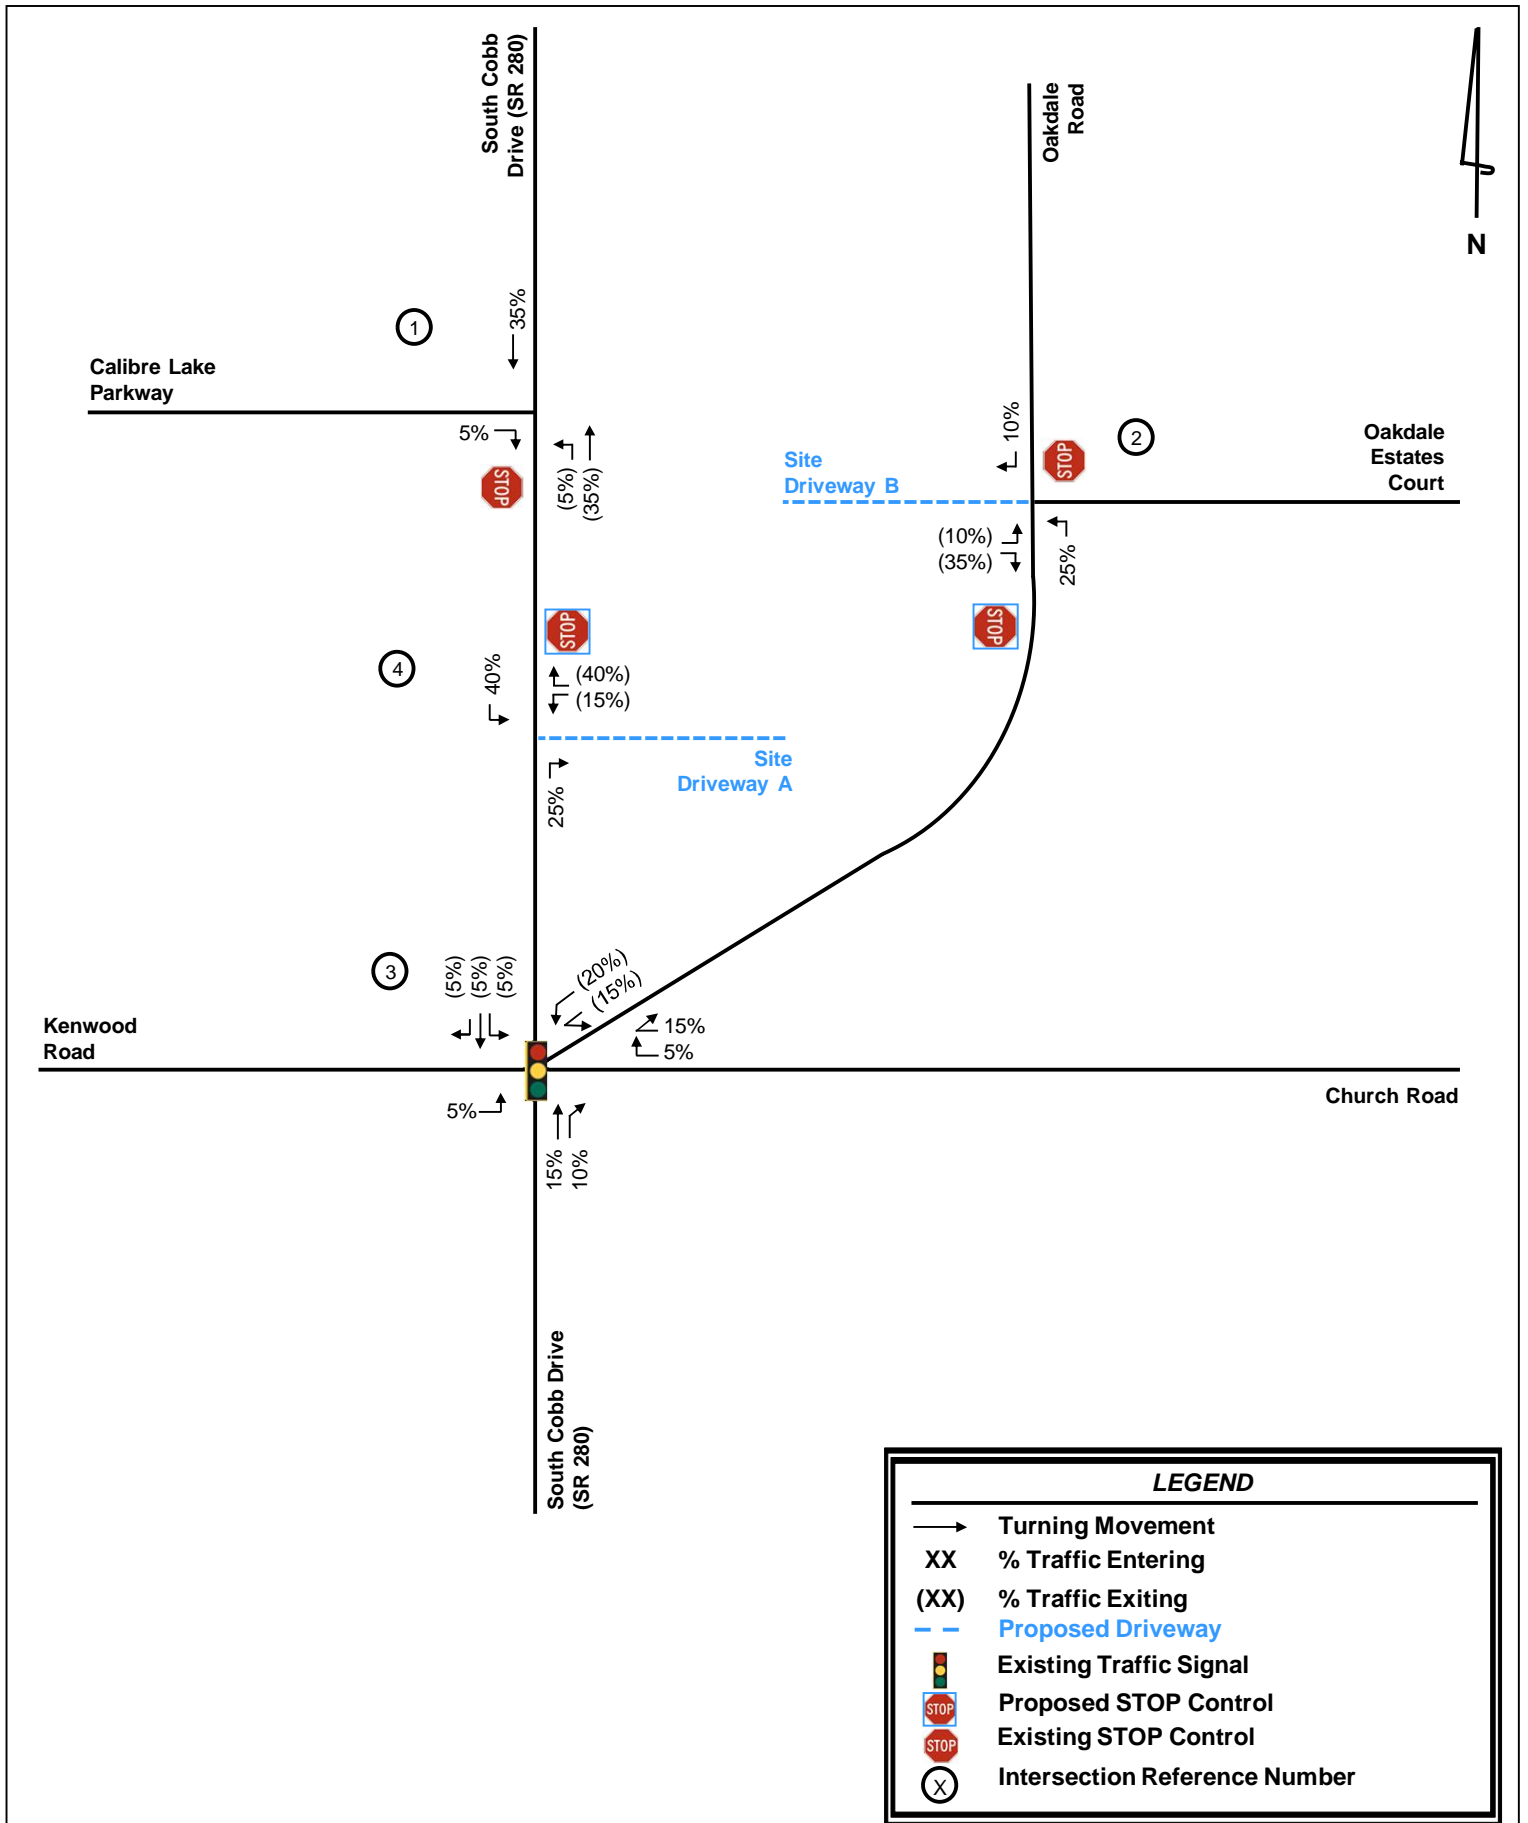 South Cobb
Drive (SR 280)
Oakdale
Road
N
35%
1
Calibre Lake
Parkway
5%
STOP
(5%)
(35%)
10%
STOP
2
Oakdale
Estates
Court
Site
Driveway B
(10%)
(35%)
25%
STOP
STOP
4
40%
(40%)
(15%)
Site
Driveway A
25%
3
(5%)
(5%)
(5%)
(20%)
(15%)
15%
5%
Kenwood
Road
Church Road
5%
15%
10%
South Cobb Drive
(SR 280)
LEGEND
Turning Movement
XX % Traffic Entering
(XX) % Traffic Exiting
Proposed Driveway
Existing Traffic Signal
STOP Proposed STOP Control
STOP Existing STOP Control
X Intersection Reference Number